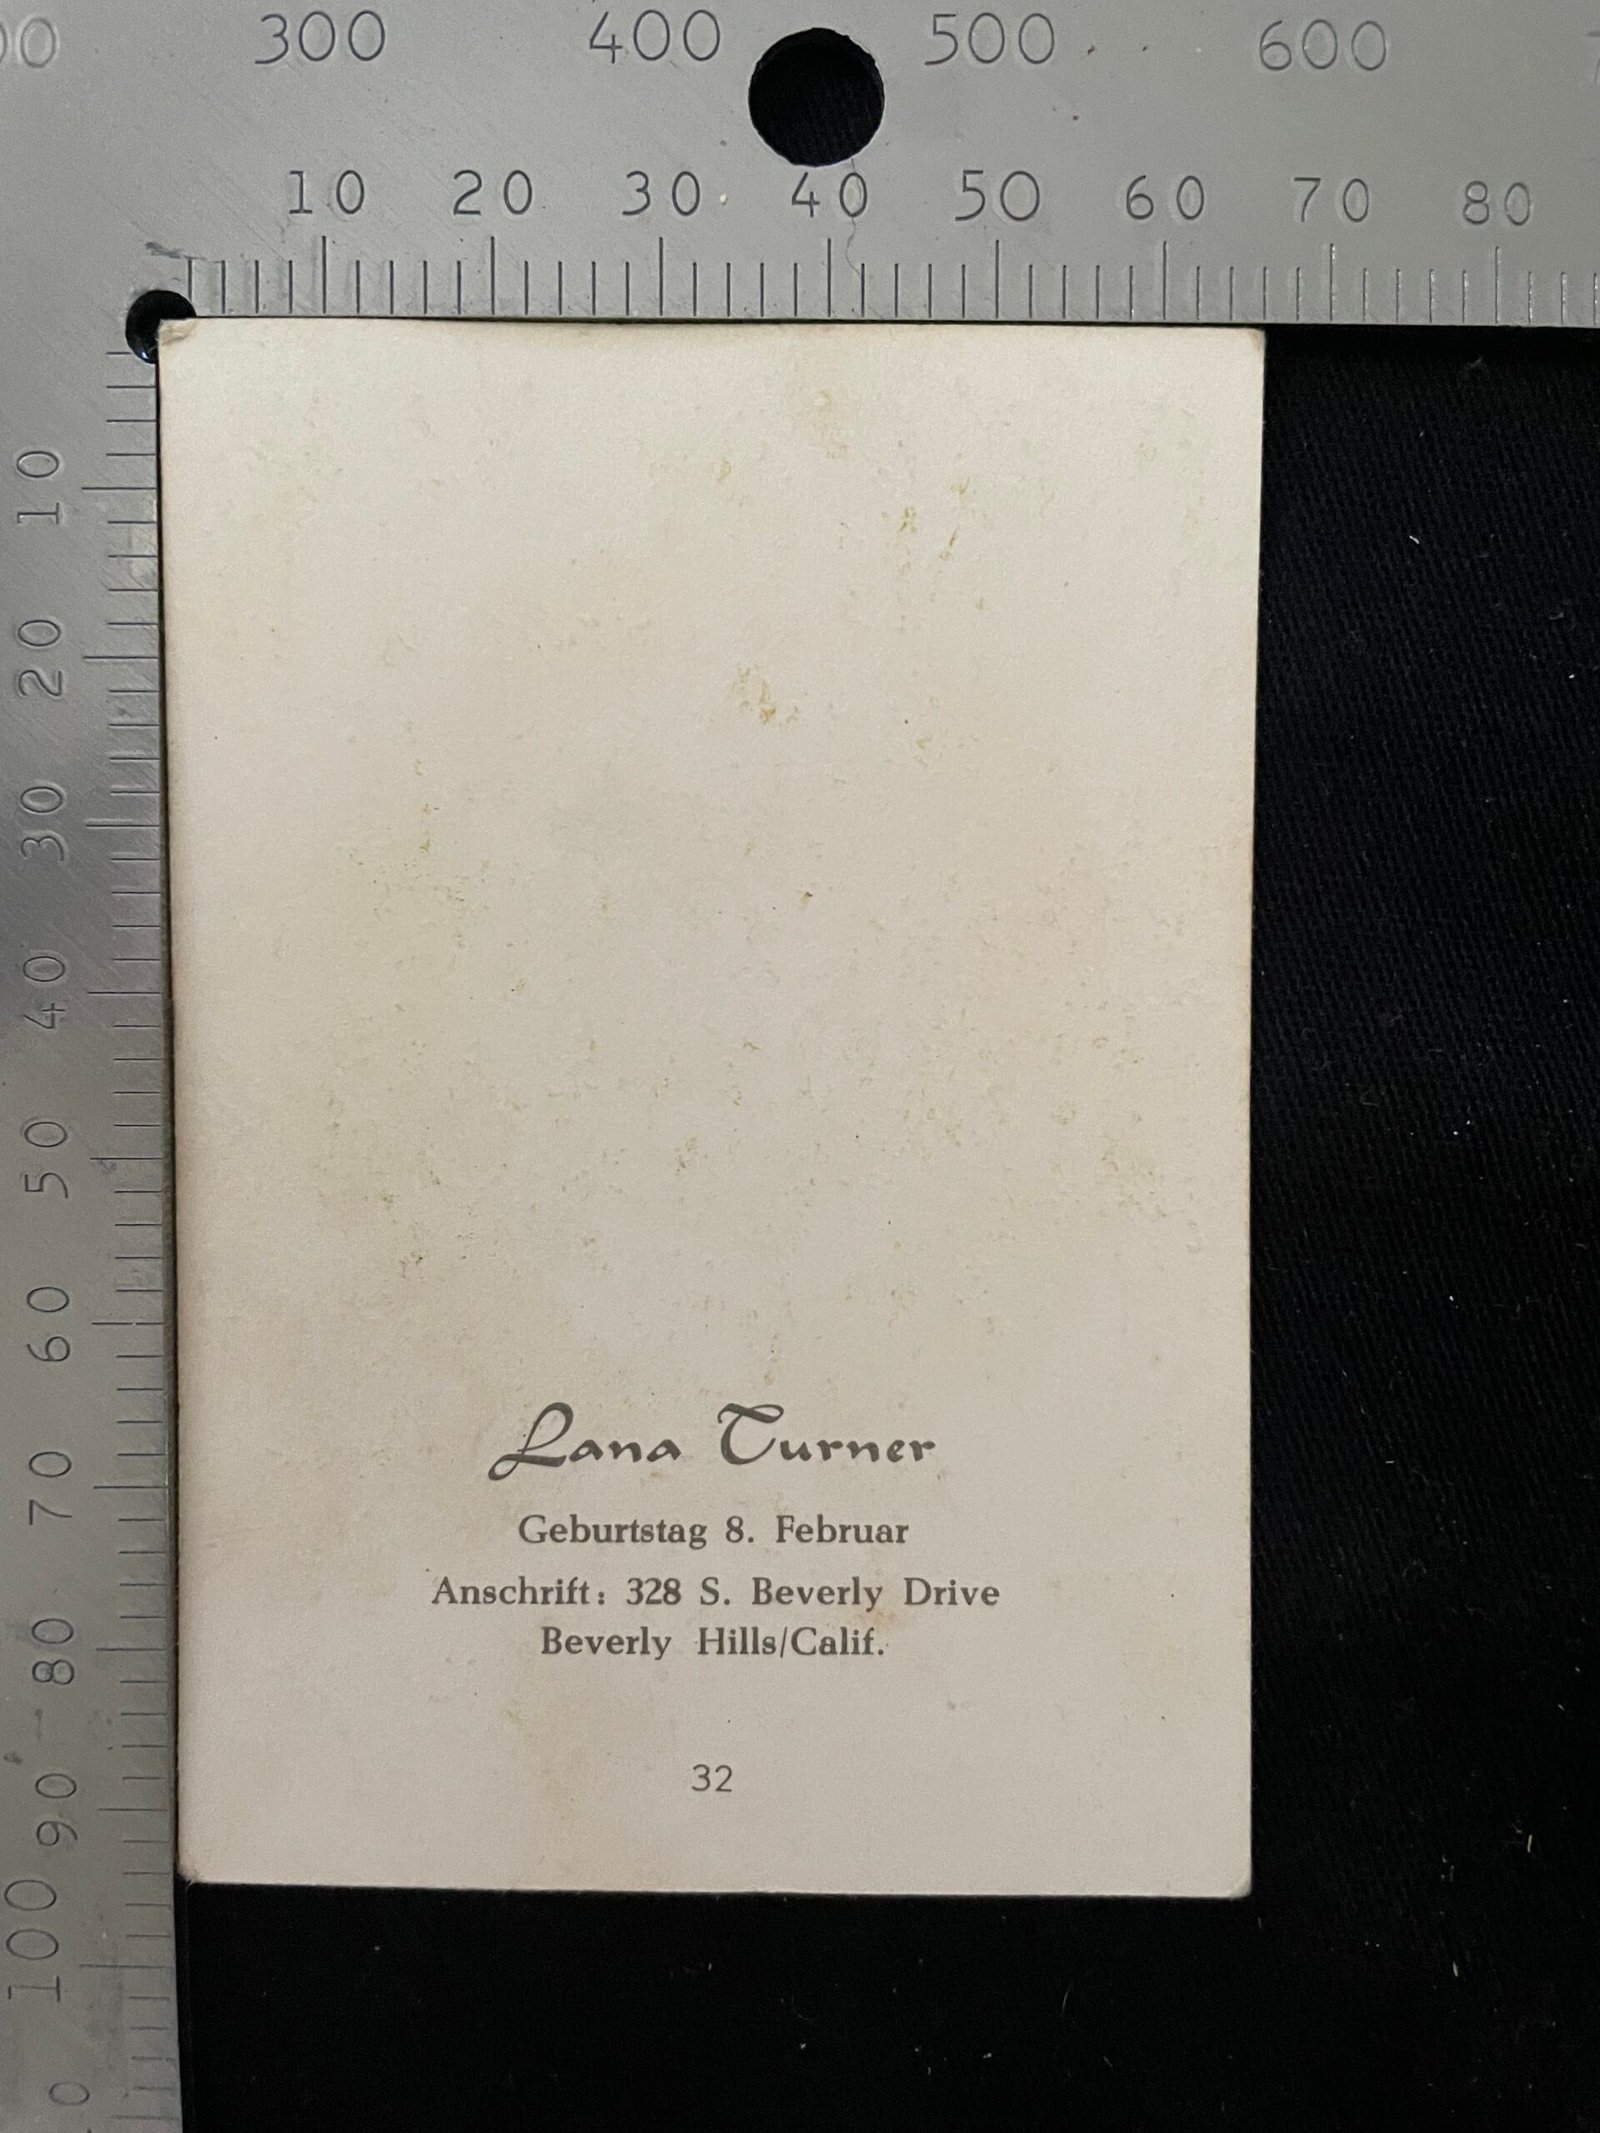 300 400 500 600
10 20 30 40 50 60 70 80
10
20
30
40
50
60
70
80
90
100
Lana Turner
Geburtstag 8. Februar
Anschrift: 328 S. Beverly Drive
Beverly Hills/Calif.
32